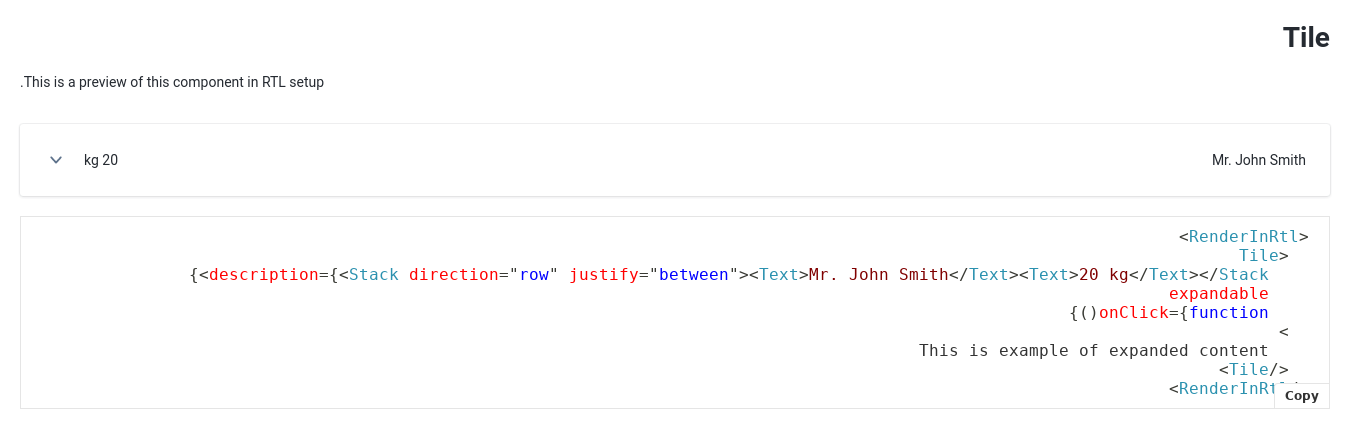 Tile
.This is a preview of this component in RTL setup
kg 20 Mr. John Smith
<RenderInRtl>
Tile>
{<description={<Stack direction="row" justify="between"><Text>Mr. John Smith</Text><Text>20 kg</Text></Stack
expandable
{()onClick={function
<
This is example of expanded content
<Tile/>
<RenderInRtl/>
Copy